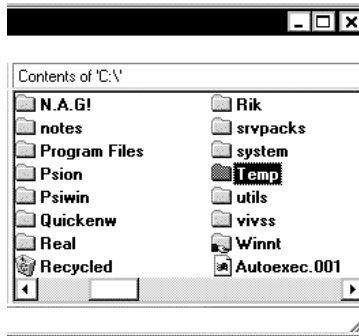 Contents of 'C:\'
N.A.G!
notes
Program Files
Psion
Psiwin
Quickenw
Real
Recycled
Rik
srvpacks
system
Temp
utils
vivss
Winnt
Autoexec.001